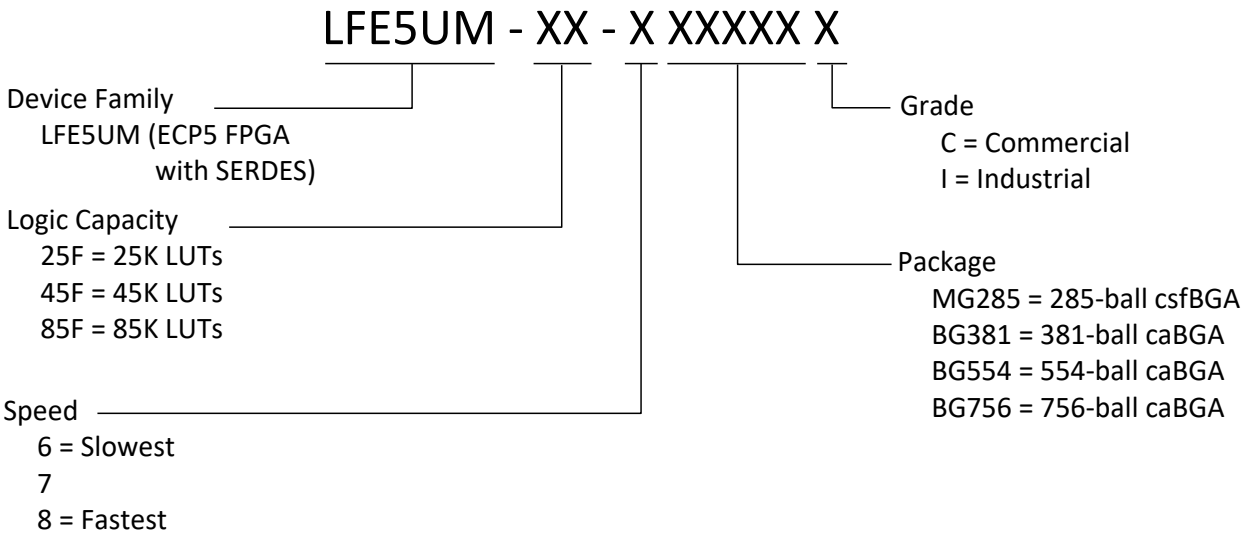 LFE5UM - XX - X XXXXX X
Device Family
LFE5UM (ECP5 FPGA
with SERDES)
Logic Capacity
25F = 25K LUTs
45F = 45K LUTs
85F = 85K LUTs
Speed
6 = Slowest
7
8 = Fastest
Grade
C = Commercial
I = Industrial
Package
MG285 = 285-ball csfBGA
BG381 = 381-ball caBGA
BG554 = 554-ball caBGA
BG756 = 756-ball caBGA